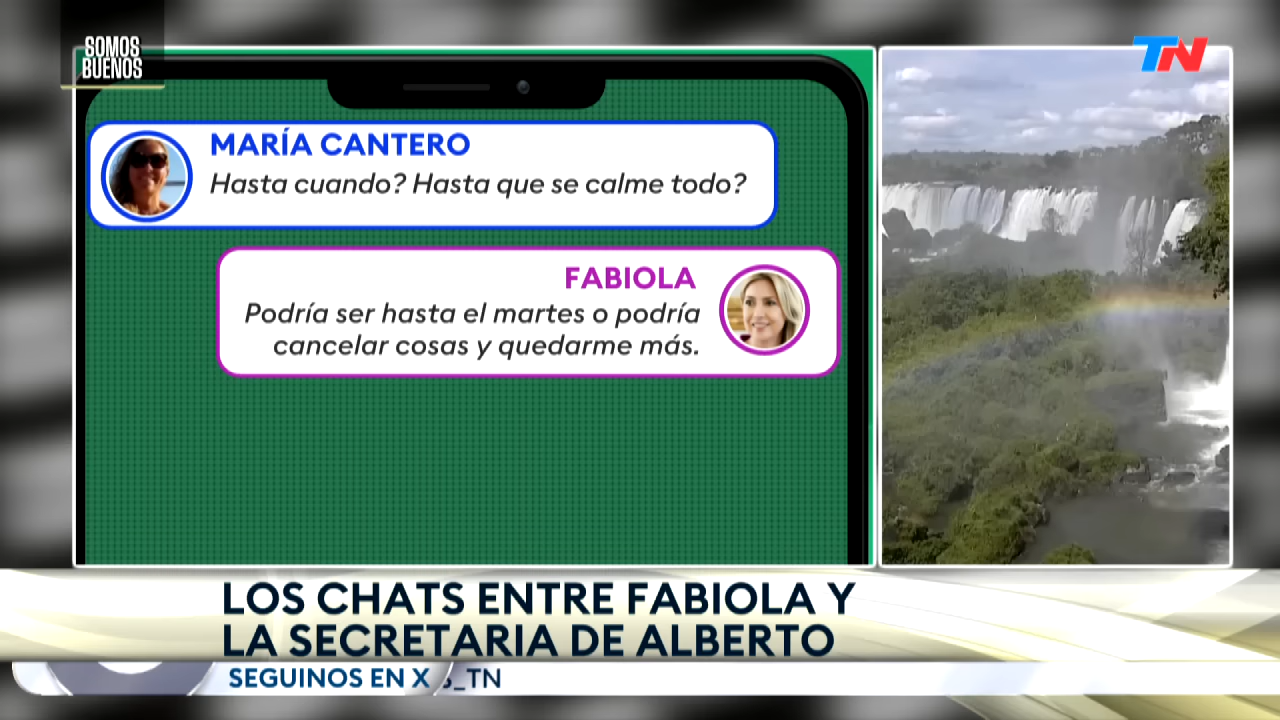 SOMOS
BUENOS
TN
MARÍA CANTERO
Hasta cuando? Hasta que se calme todo?
FABIOLA
Podría ser hasta el martes o podría
cancelar cosas y quedarme más.
LOS CHATS ENTRE FABIOLA Y
LA SECRETARIA DE ALBERTO
SEGUINOS EN X _TN